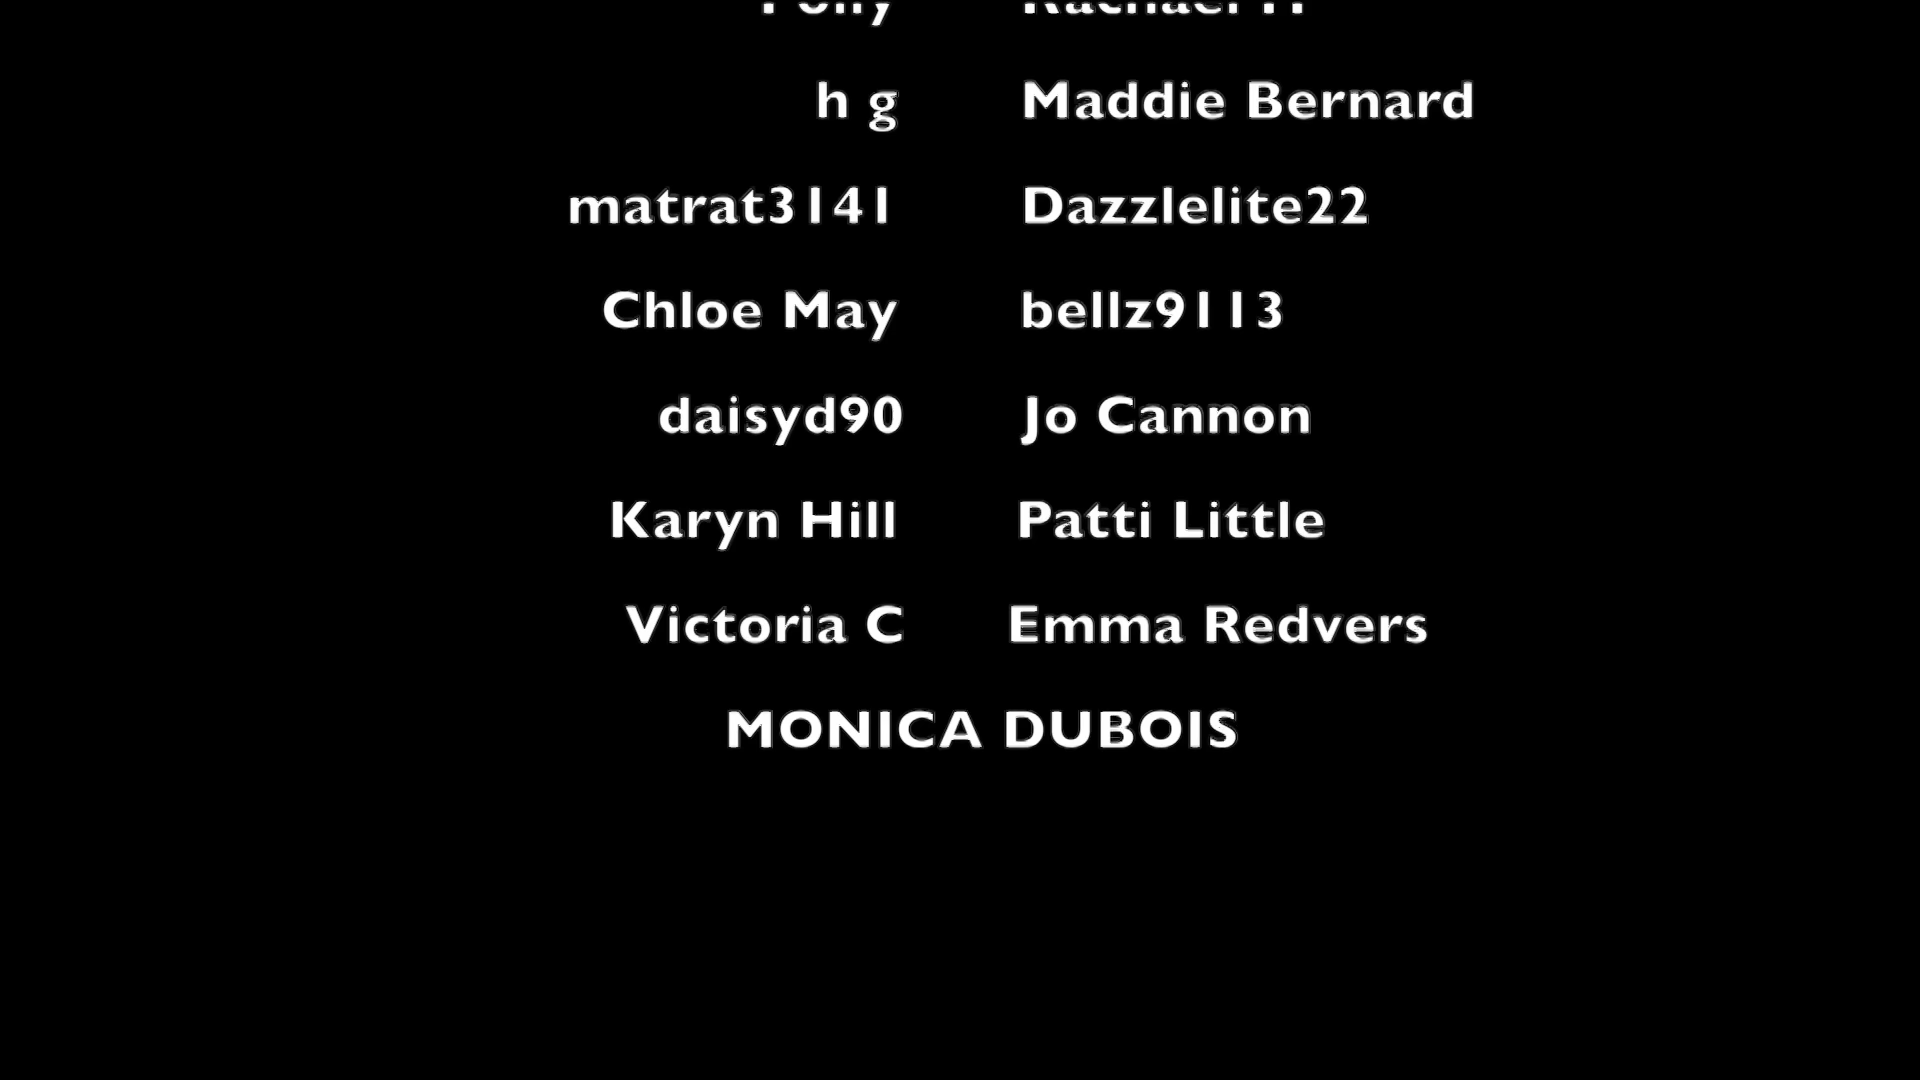 h g Maddie Bernard
matrat3141 Dazzlelite22
Chloe May bellz9113
daisyd90 Jo Cannon
Karyn Hill Patti Little
Victoria C Emma Redvers
MONICA DUBOIS